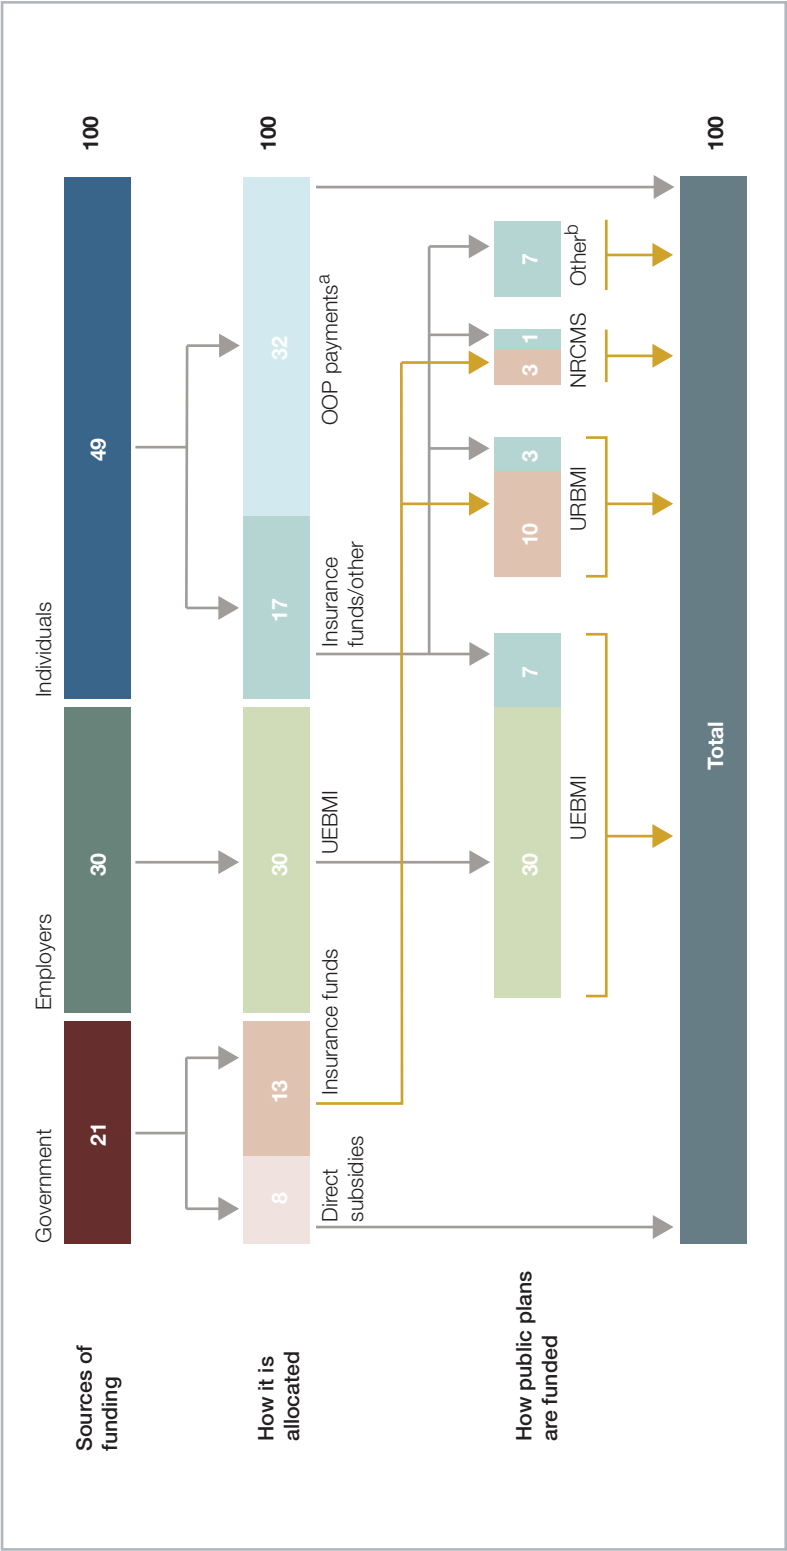 Government
Employers
Individuals
Sources of
funding
21
30
49
100
How it is
allocated
8
13
30
17
32
100
Direct
subsidies
Insurance funds
UEBMI
Insurance
funds/other
OOP paymentsa
How public plans
are funded
30
7
10
3
3
1
7
UEBMI
URBMI
NRCMS
Otherb
Total
100